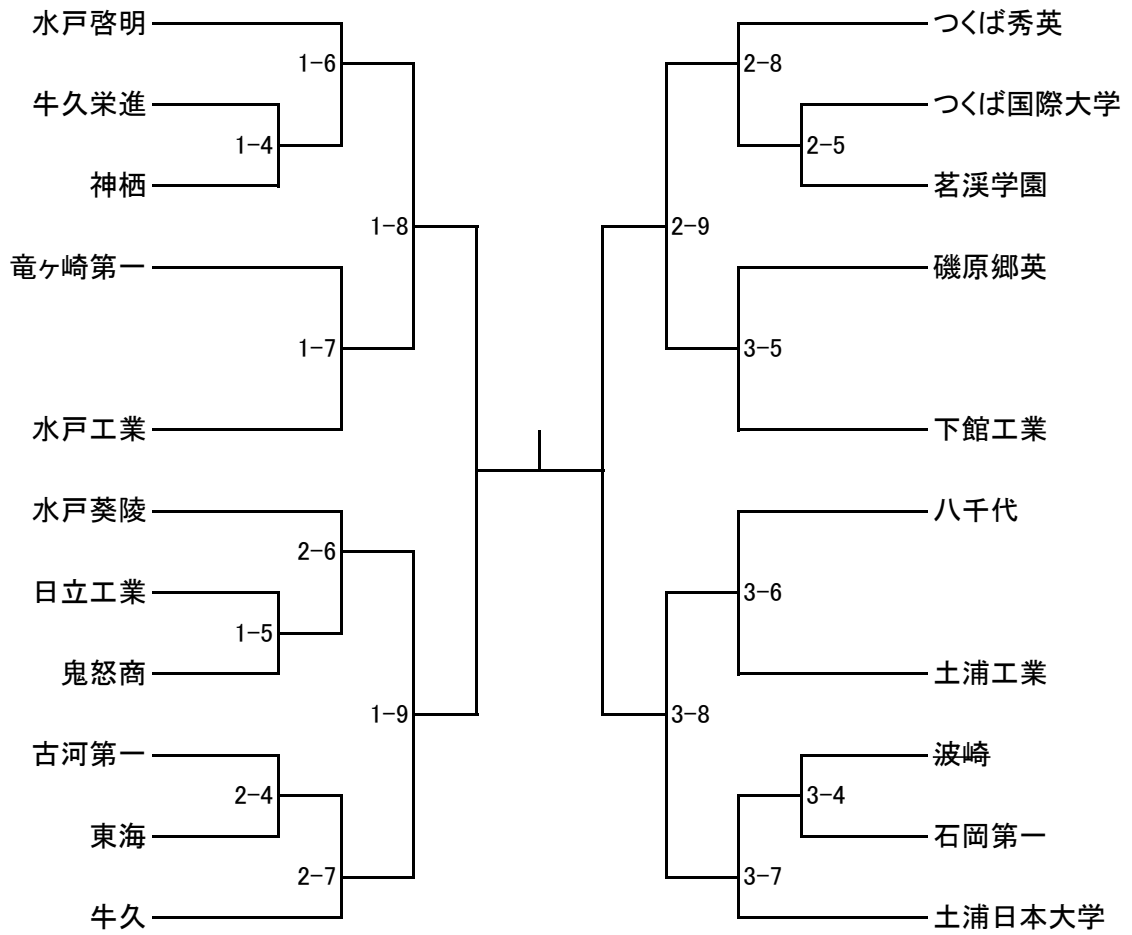 水戸啓明
1-6
牛久栄進
1-4
神栖
1-8
竜ヶ崎第一
1-7
水戸工業
水戸葵陵
2-6
日立工業
1-5
鬼怒商
1-9
古河第一
2-4
東海
2-7
牛久
つくば秀英
2-8
つくば国際大学
2-5
茗渓学園
2-9
磯原郷英
3-5
下館工業
八千代
3-6
土浦工業
3-8
波崎
3-4
石岡第一
3-7
土浦日本大学